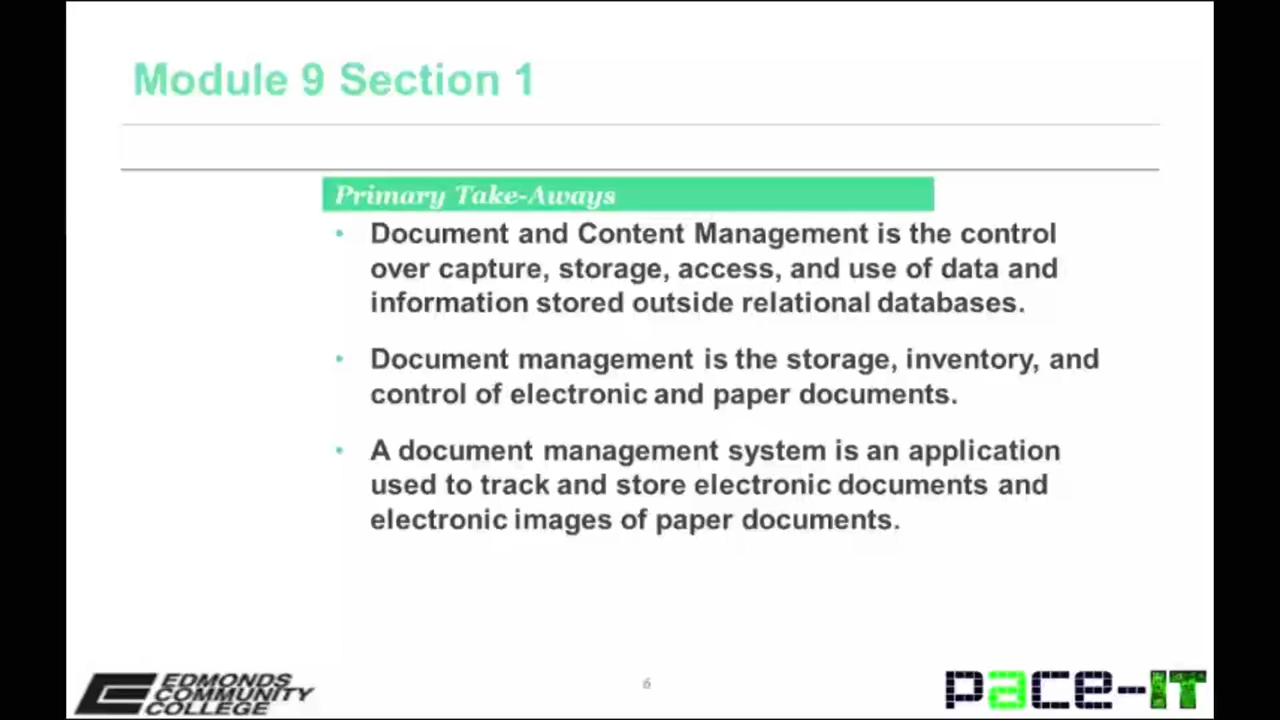 Module 9 Section 1
Primary Take-Aways
• Document and Content Management is the control
over capture, storage, access, and use of data and
information stored outside relational databases.
• Document management is the storage, inventory, and
control of electronic and paper documents.
• A document management system is an application
used to track and store electronic documents and
electronic images of paper documents.
EDMONDS
COMMUNITY
COLLEGE
6
pace-IT